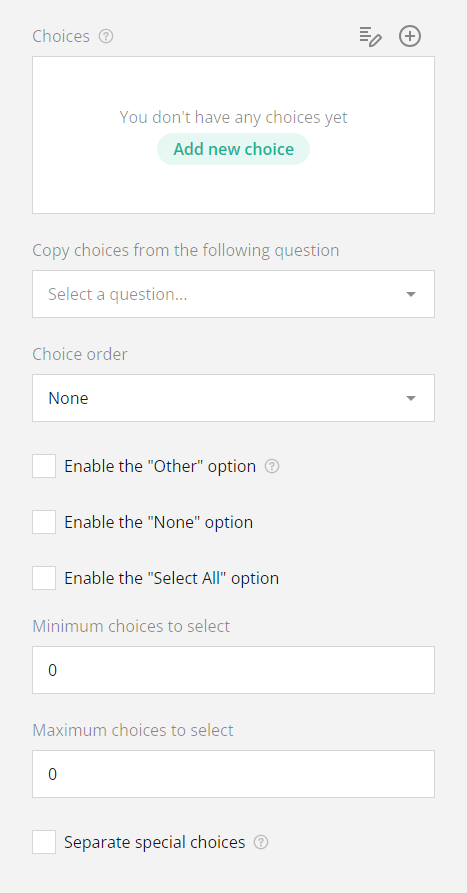 Choices
You don't have any choices yet
Add new choice
Copy choices from the following question
Select a question...
Choice order
None
Enable the "Other" option
Enable the "None" option
Enable the "Select All" option
Minimum choices to select
0
Maximum choices to select
0
Separate special choices